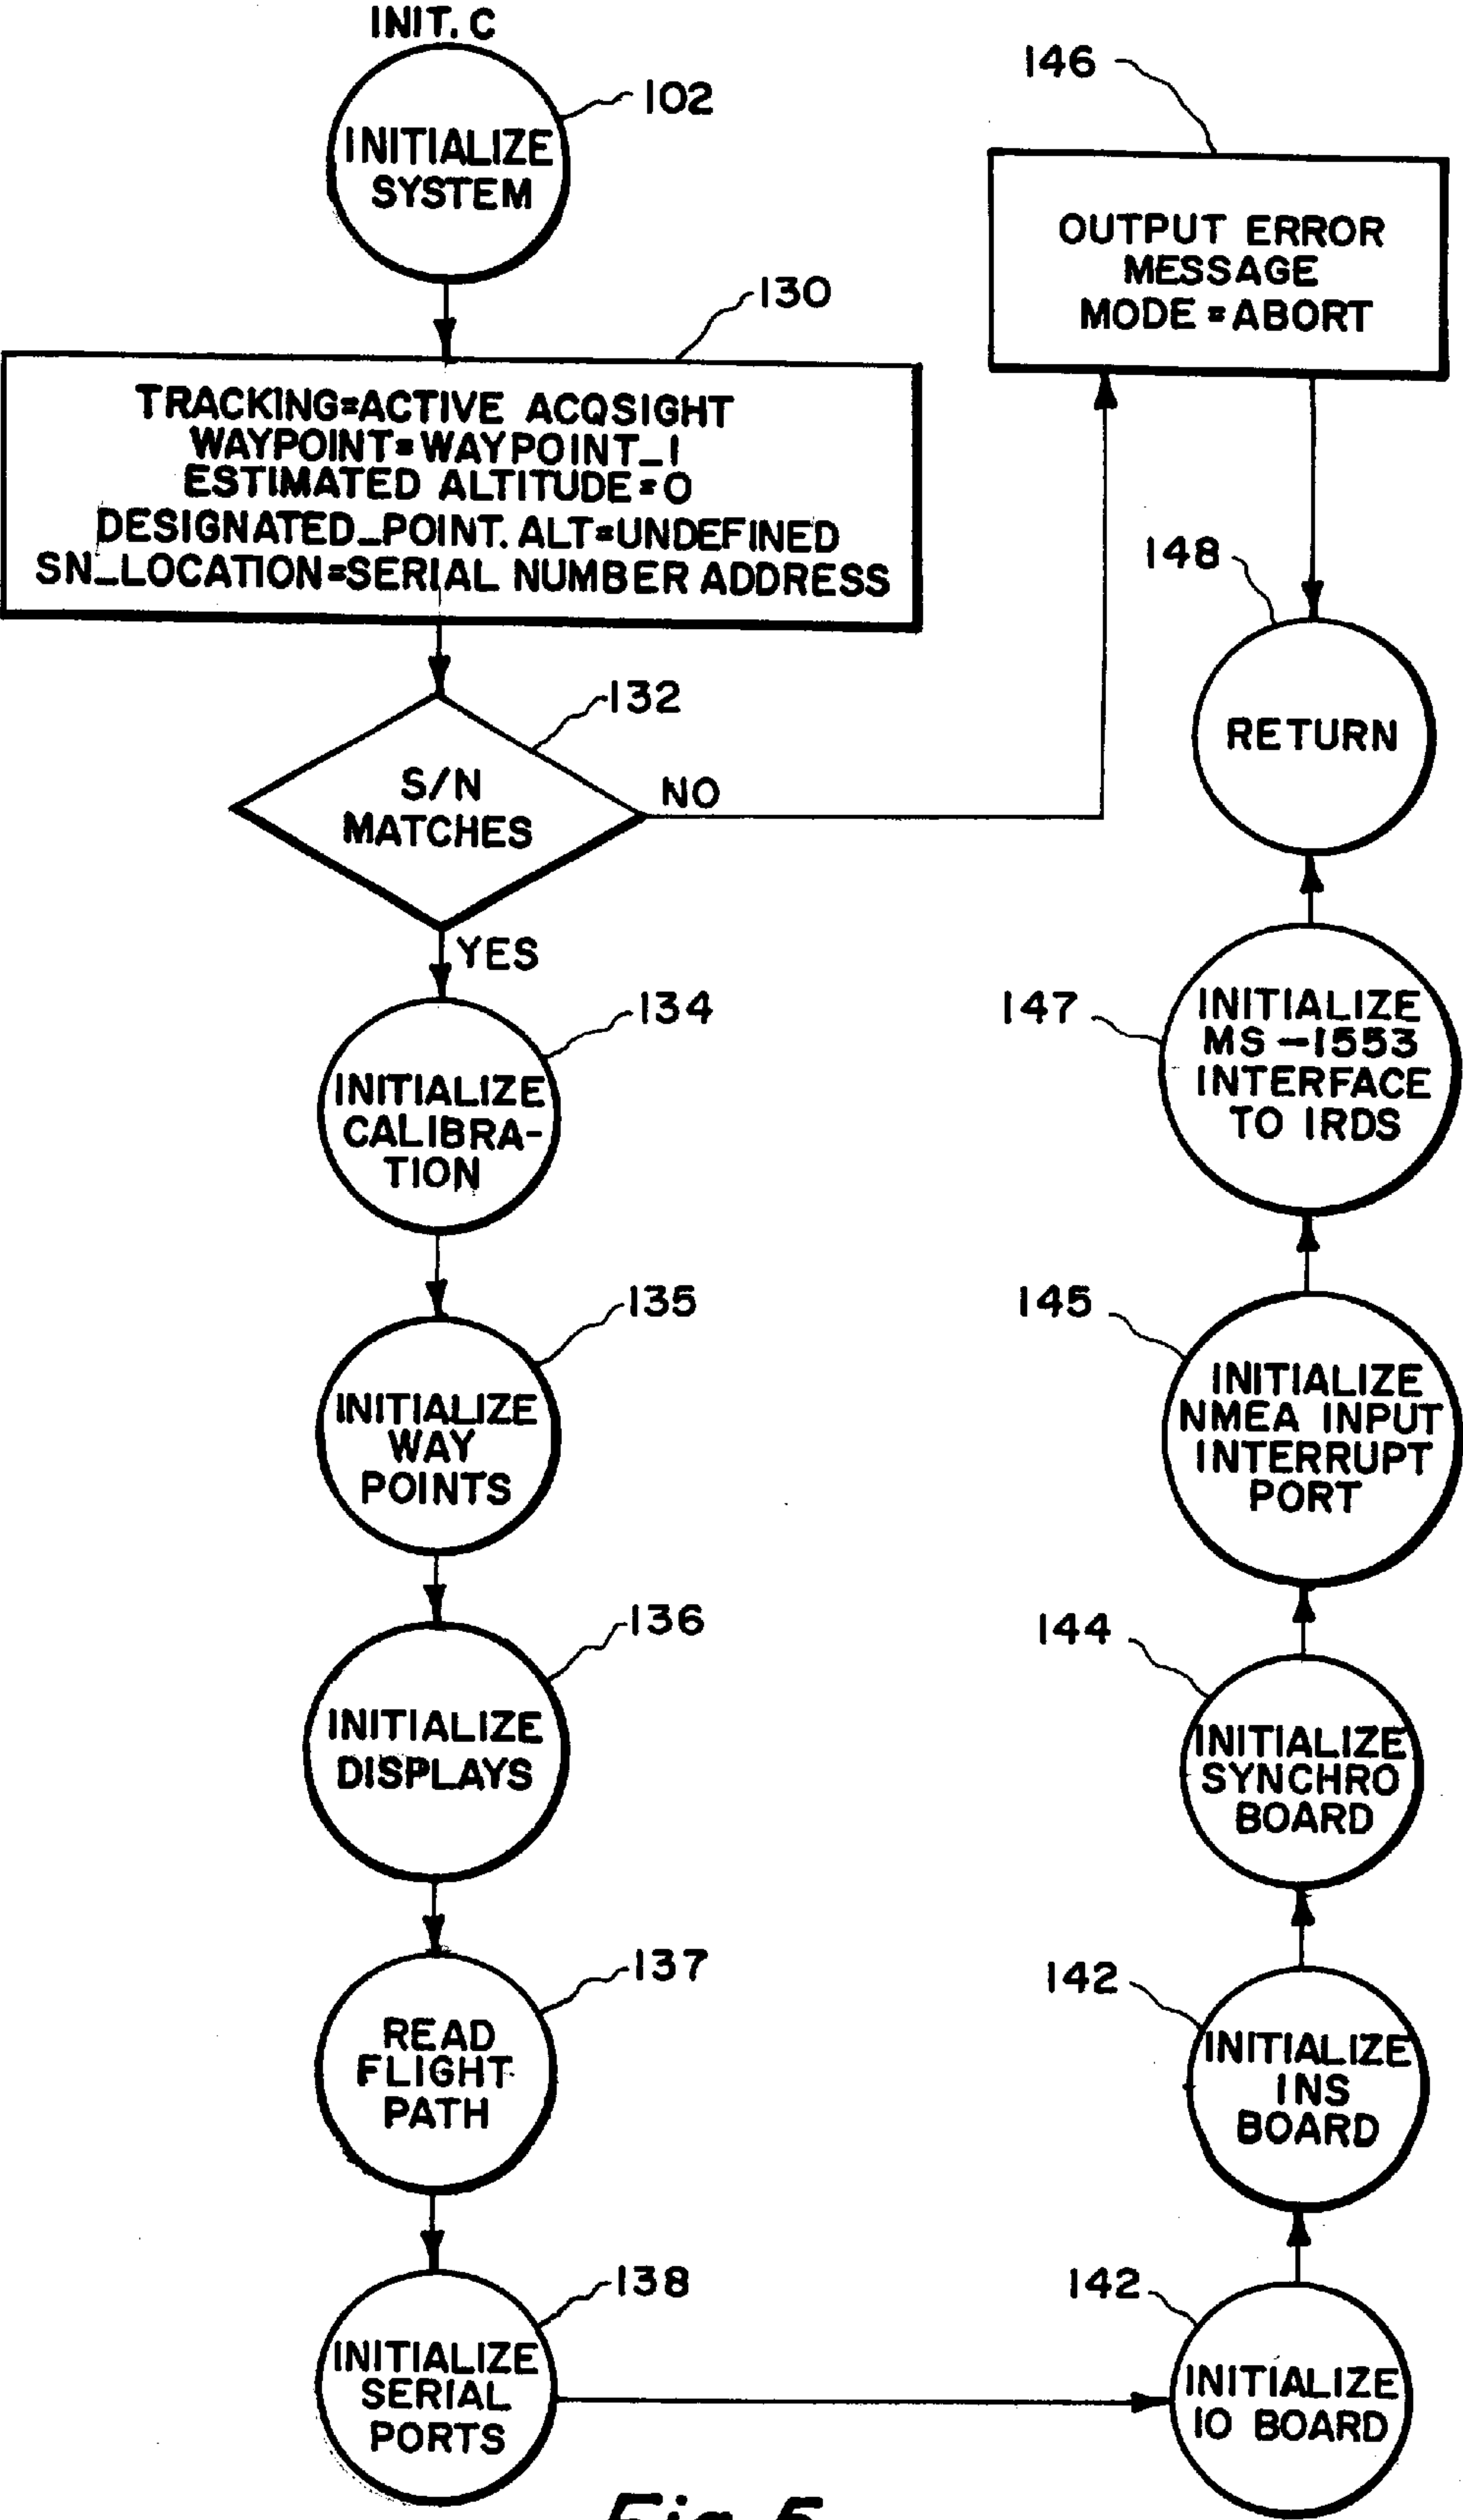 INIT. C
INITIALIZE
SYSTEM
102
130
TRACKING=ACTIVE ACQSIGHT
WAYPOINT=WAYPOINT_1
ESTIMATED ALTITUDE=0
DESIGNATED_POINT. ALT=UNDEFINED
SN_LOCATION=SERIAL NUMBER ADDRESS
132
S/N
MATCHES
NO
YES
134
INITIALIZE
CALIBRA-
TION
135
INITIALIZE
WAY
POINTS
136
INITIALIZE
DISPLAYS
137
READ
FLIGHT
PATH
138
INITIALIZE
SERIAL
PORTS
142
INITIALIZE
IO BOARD
142
INITIALIZE
INS
BOARD
144
INITIALIZE
SYNCHRO
BOARD
145
INITIALIZE
NMEA INPUT
INTERRUPT
PORT
147
INITIALIZE
MS-1553
INTERFACE
TO IRDS
148
RETURN
146
OUTPUT ERROR
MESSAGE
MODE=ABORT